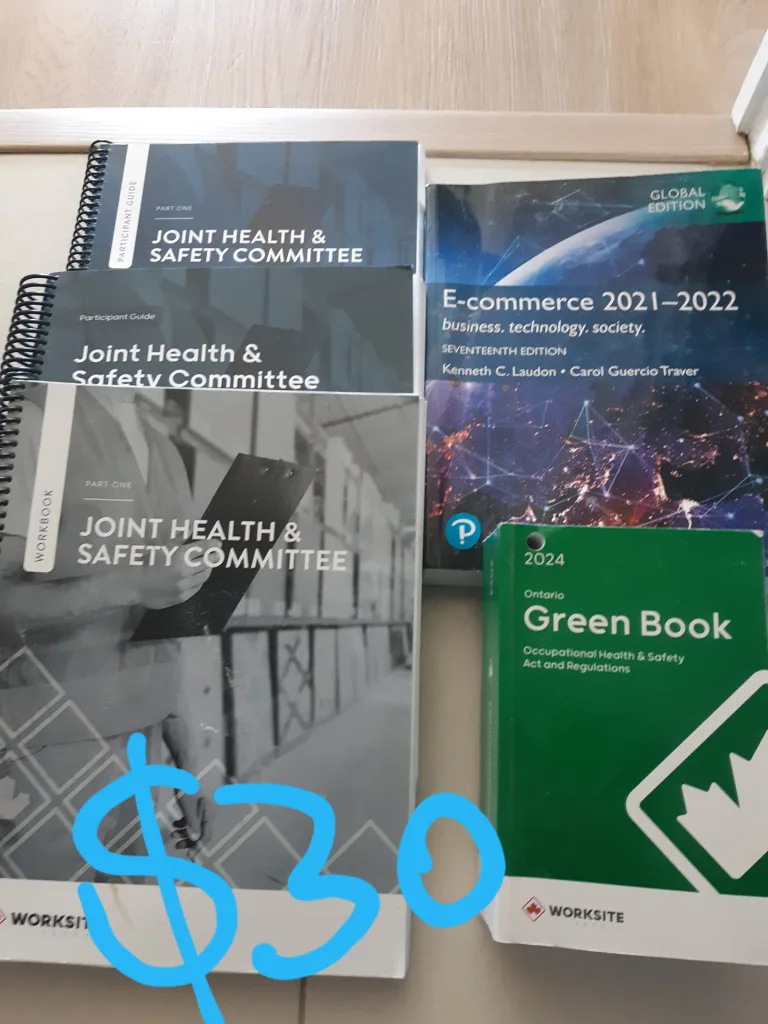 PARTICIPANT GUIDE
PART ONE
JOINT HEALTH &
SAFETY COMMITTEE
Participant Guide
Joint Health &
Safety Committee
WORKBOOK
PART ONE
JOINT HEALTH &
SAFETY COMMITTEE
WORKSIT
$30
GLOBAL
EDITION
E-commerce 2021–2022
business. technology. society.
SEVENTEENTH EDITION
Kenneth C. Laudon • Carol Guercio Traver
P
2024
Ontario
Green Book
Occupational Health & Safety
Act and Regulations
WORKSITE